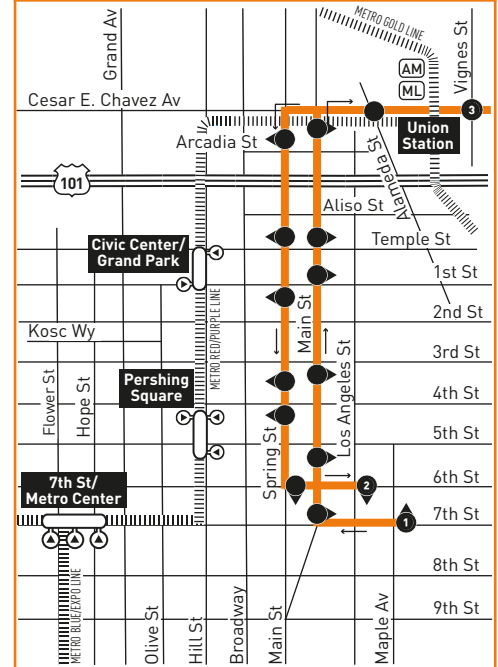 METRO GOLD LINE
Grand Av
Vignes St
AM
ML
Cesar E. Chavez Av
3
Arcadia St
Union
Station
Alameda St
101
Aliso St
Civic Center/
Grand Park
Temple St
1st St
METRO RED/PURPLE LINE
Main St
2nd St
Kosc Wy
3rd St
Flower St
Hope St
Pershing
Square
Los Angeles St
4th St
Spring St
5th St
7th St/
Metro Center
6th St
2
7th St
1
METRO BLUE/EXPO LINE
8th St
Olive St
Hill St
Broadway
Main St
Maple Av
9th St